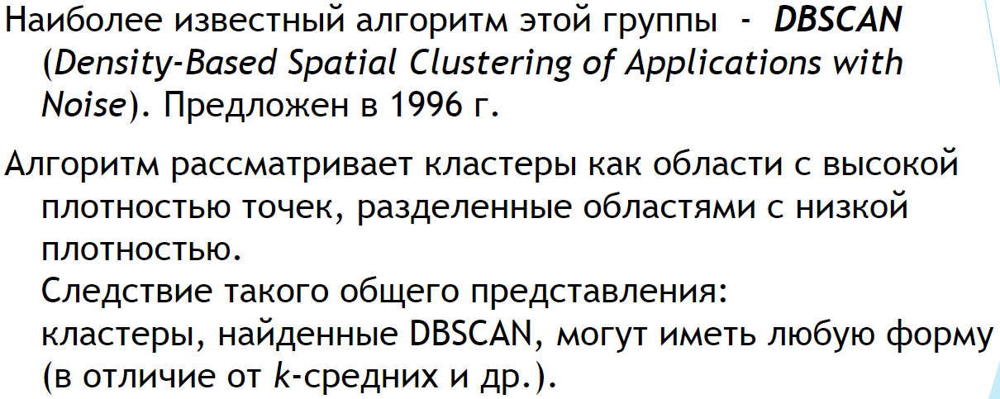 Наиболее известный алгоритм этой группы - DBSCAN
(Density-Based Spatial Clustering of Applications with
Noise). Предложен в 1996 г.
Алгоритм рассматривает кластеры как области с высокой
плотностью точек, разделенные областями с низкой
плотностью.
Следствие такого общего представления:
кластеры, найденные DBSCAN, могут иметь любую форму
(в отличие от k-средних и др.).